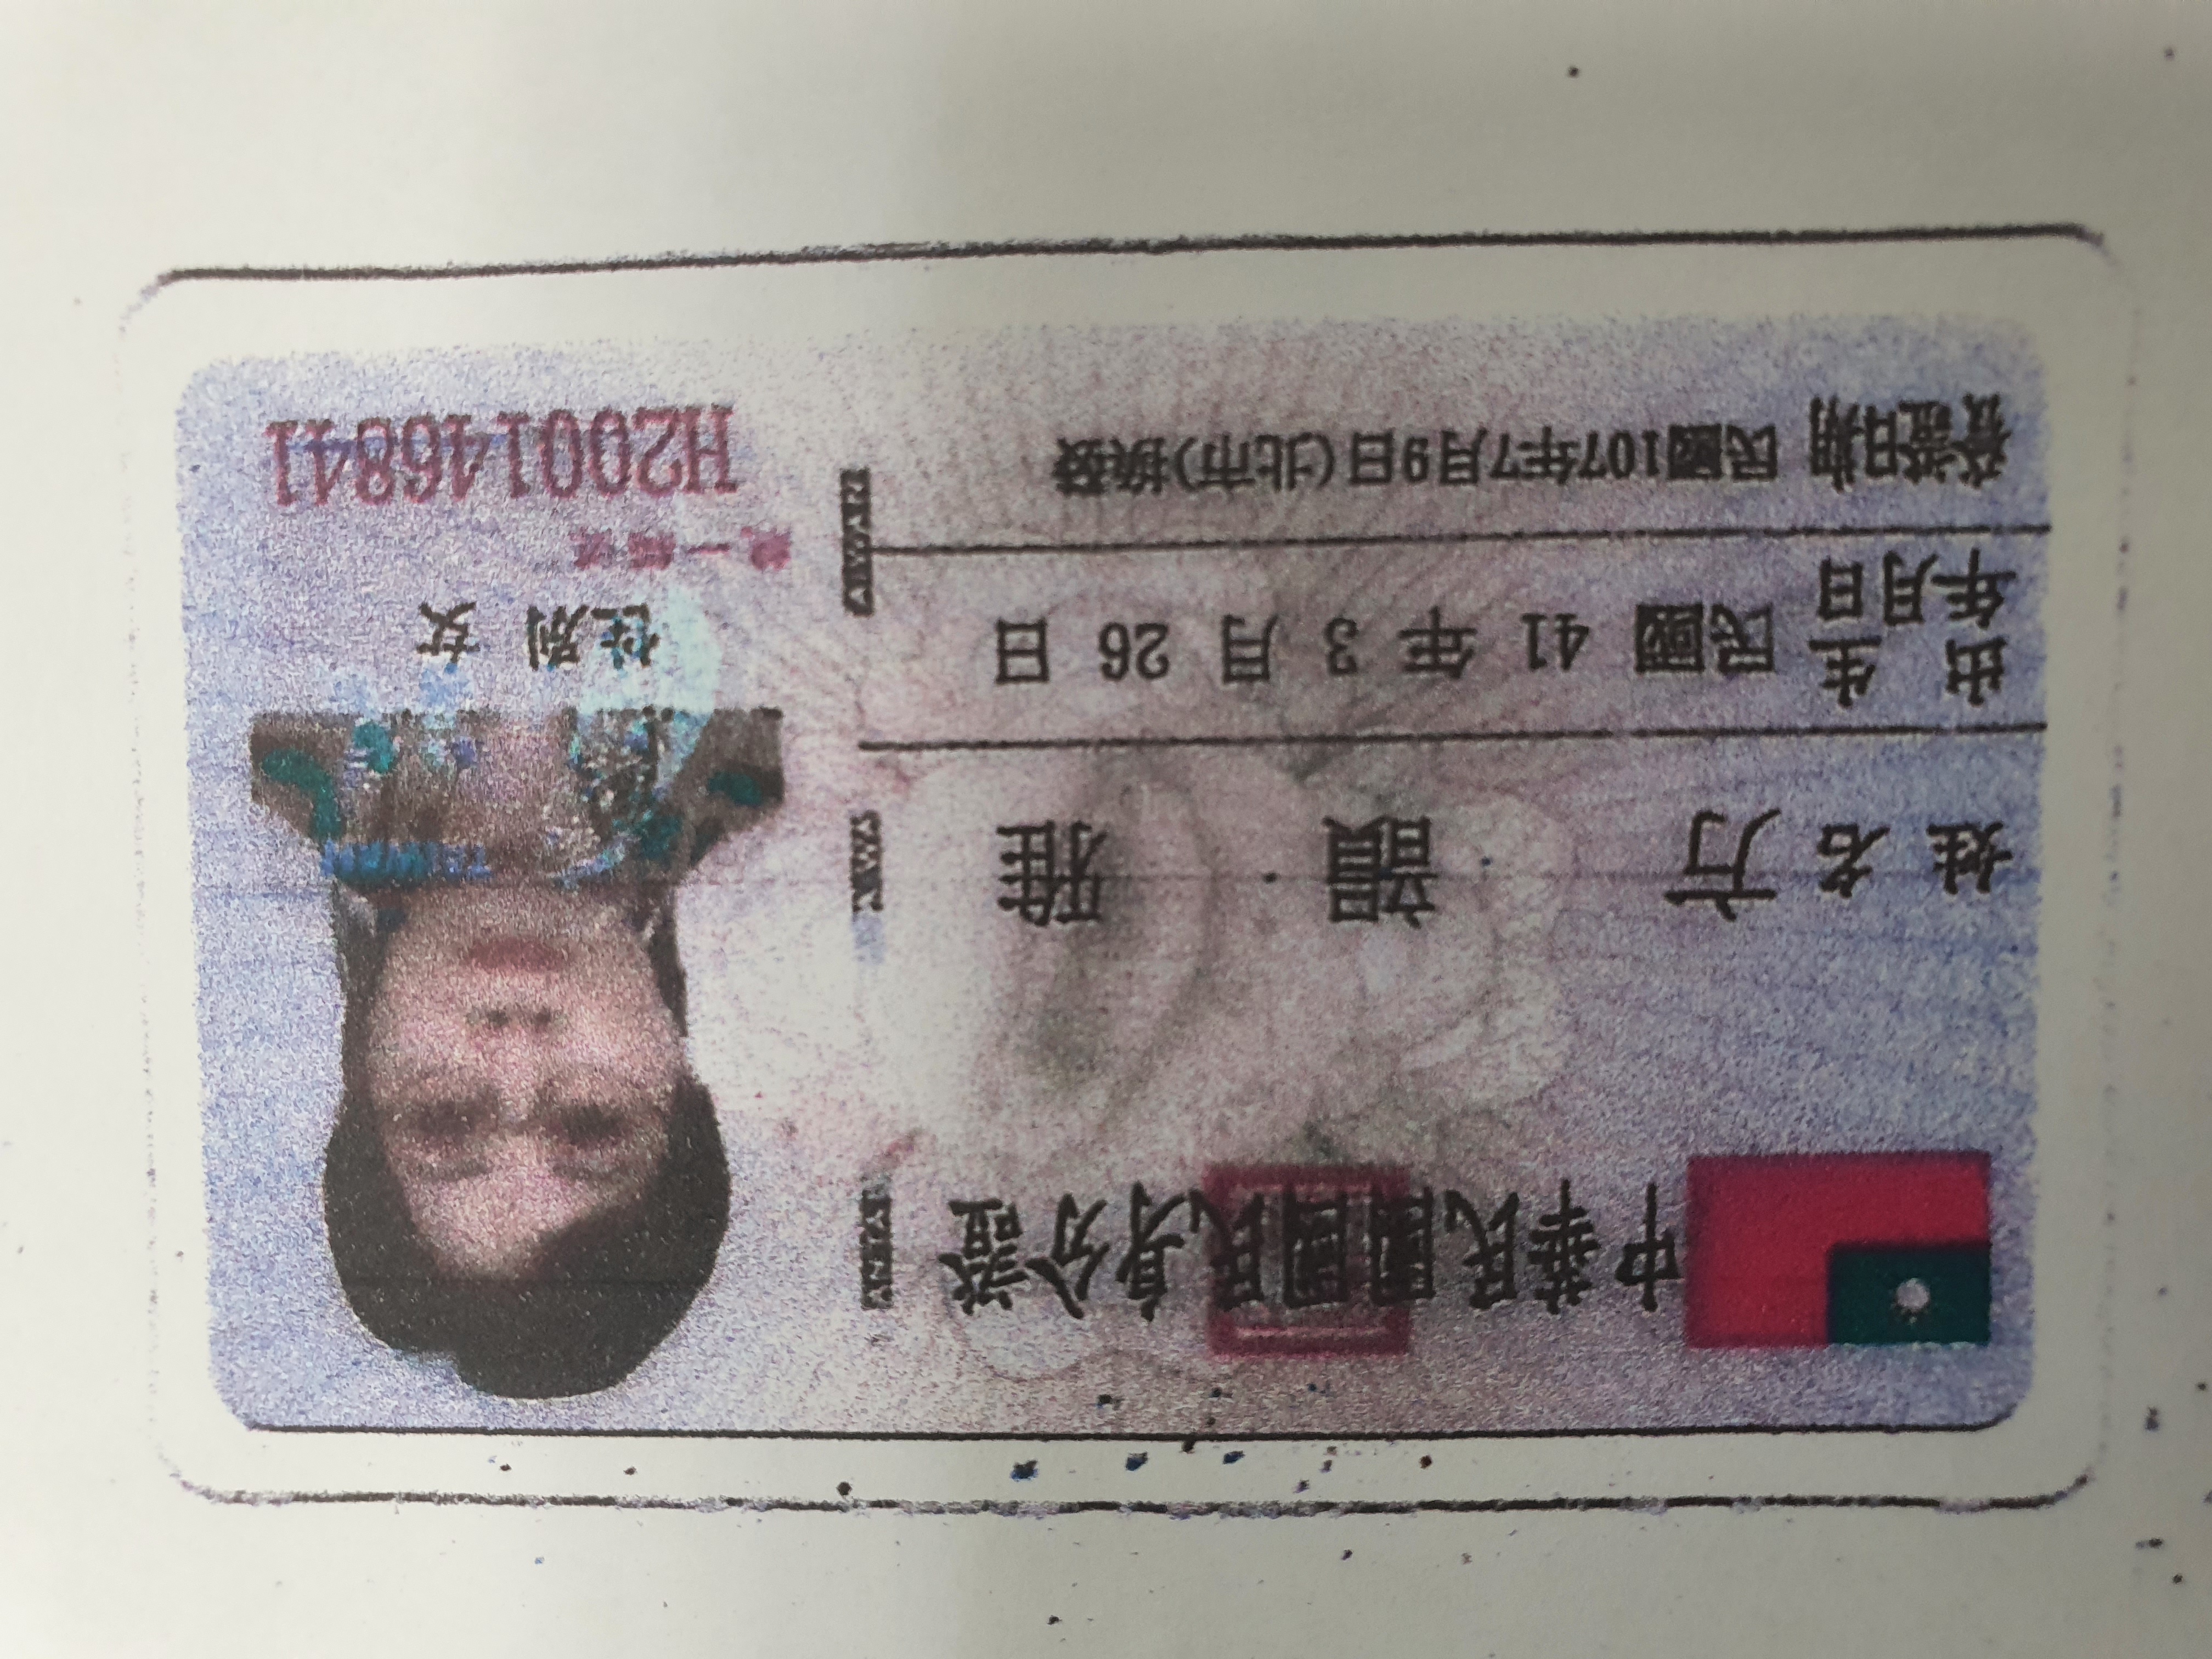 中華民國國民身分證
姓名 方韻雅
出生年月日 民國 41 年 3 月 26 日
發證日期 民國107年7月9日(北市)換發
TAIWAN
性別 女
統一編號
H200146841